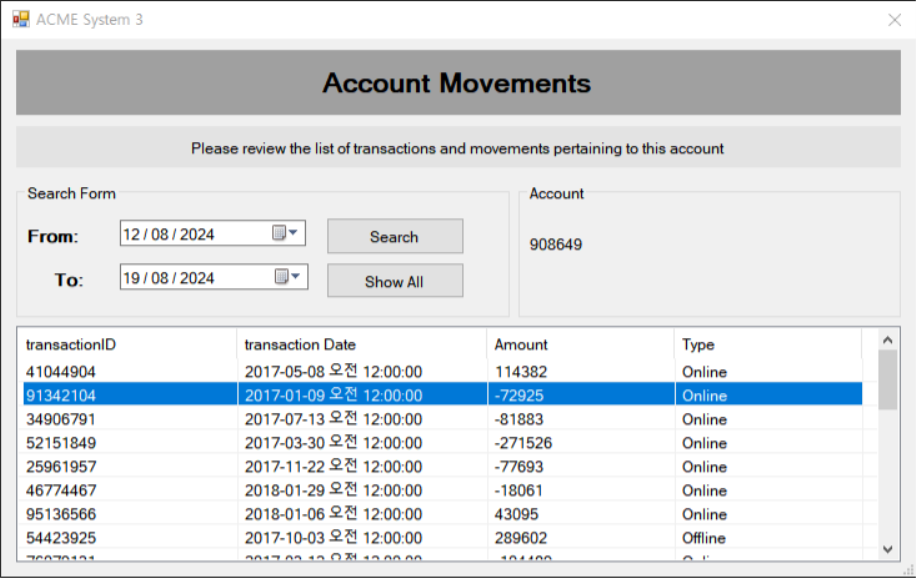 ACME System 3
Account Movements
Please review the list of transactions and movements pertaining to this account
Search Form
From: 12 / 08 / 2024 Search
To: 19 / 08 / 2024 Show All
Account
908649
transactionID transaction Date Amount Type
41044904 2017-05-08 오전 12:00:00 114382 Online
91342104 2017-01-09 오전 12:00:00 -72925 Online
34906791 2017-07-13 오전 12:00:00 -81883 Online
52151849 2017-03-30 오전 12:00:00 -271526 Online
25961957 2017-11-22 오전 12:00:00 -77693 Online
46774467 2018-01-29 오전 12:00:00 -18061 Online
95136566 2018-01-06 오전 12:00:00 43095 Online
54423925 2017-10-03 오전 12:00:00 289602 Offline